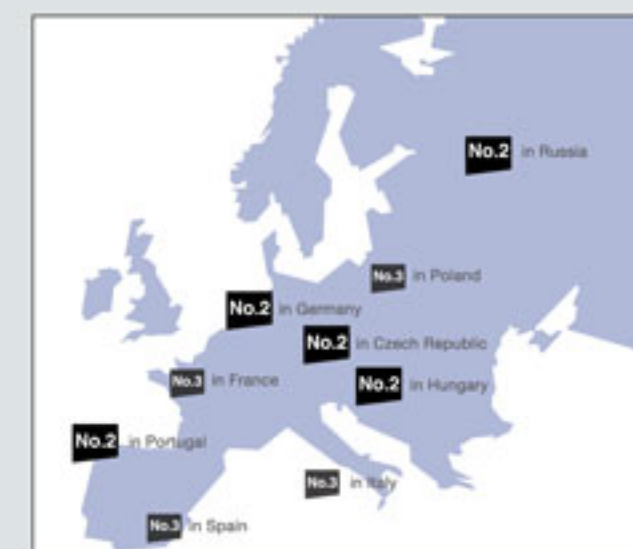 No.2 in Russia
No.3 in Poland
No.2 in Germany
No.2 in Czech Republic
No.3 in France
No.2 in Hungary
No.2 in Portugal
No.3 in Italy
No.3 in Spain